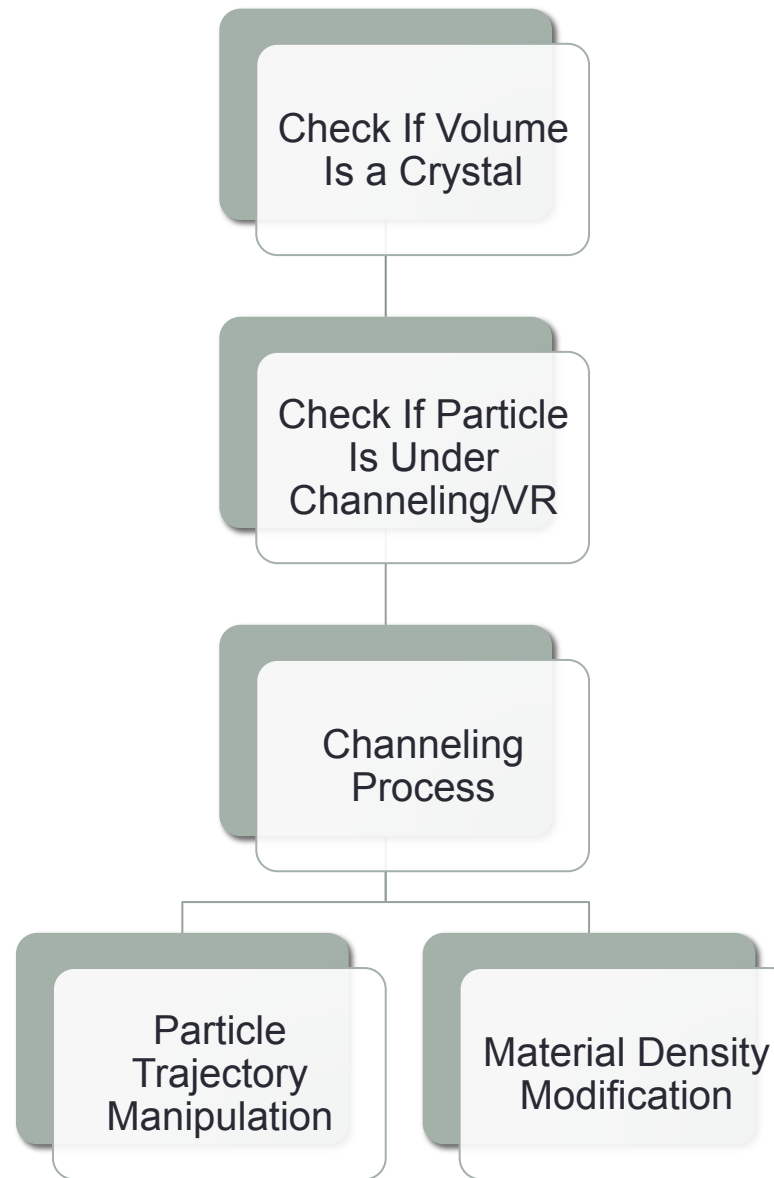 Check If Volume
Is a Crystal
Check If Particle
Is Under
Channeling/VR
Channeling
Process
Particle
Trajectory
Manipulation
Material Density
Modification